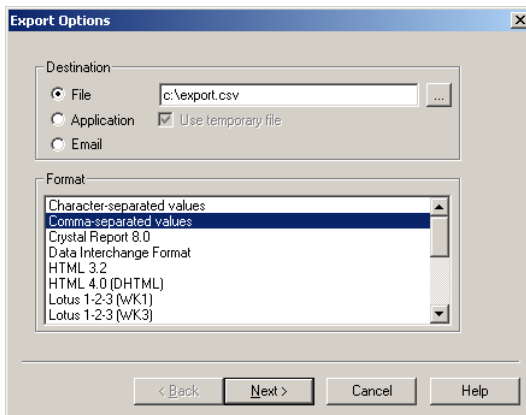 Export Options
Destination
File
c:\export.csv
...
Application
Use temporary file
Email
Format
Character-separated values
Comma-separated values
Crystal Report 8.0
Data Interchange Format
HTML 3.2
HTML 4.0 (DHTML)
Lotus 1-2-3 (WK1)
Lotus 1-2-3 (WK3)
< Back
Next >
Cancel
Help